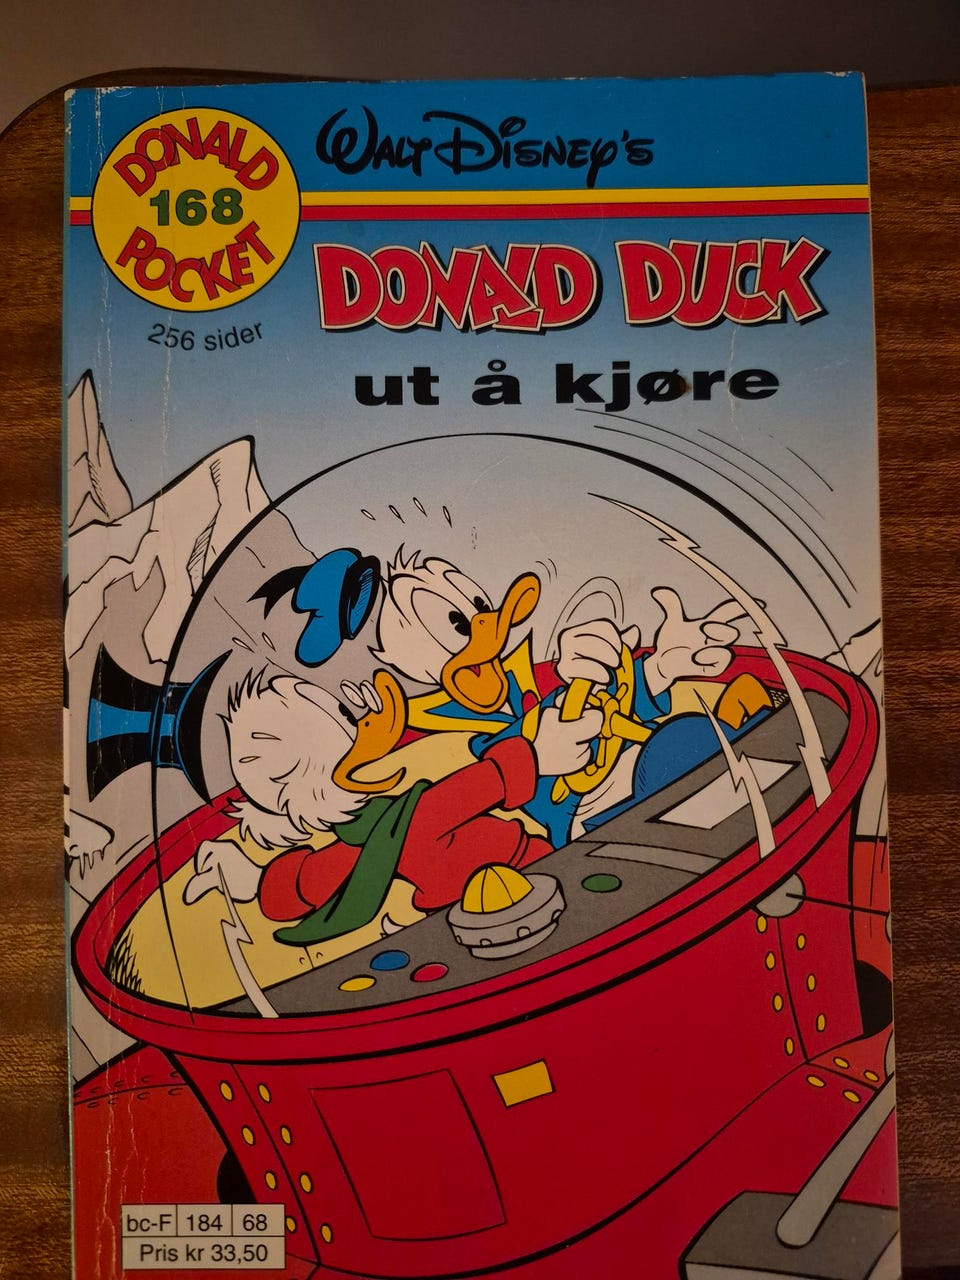 DONALD
168
POCKET
256 sider
WALT DISNEY'S
DONALD DUCK
ut å kjøre
bc-F 184 68
Pris kr 33,50